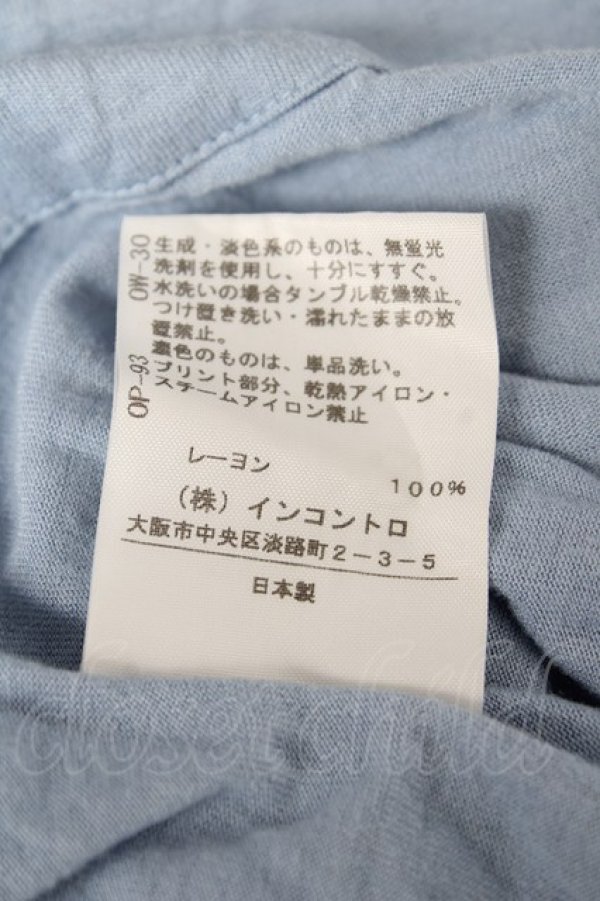 OW-30
生成・淡色系のものは、無蛍光
洗剤を使用し、十分にすすぐ。
水洗いの場合タンブル乾燥禁止。
つけ置き洗い・濡れたままの放
置禁止。
OP-93
濃色のものは、単品洗い。
プリント部分、乾熱アイロン・
スチームアイロン禁止
レーヨン 100%
(株)インコントロ
大阪市中央区淡路町2-3-5
日本製
closet child